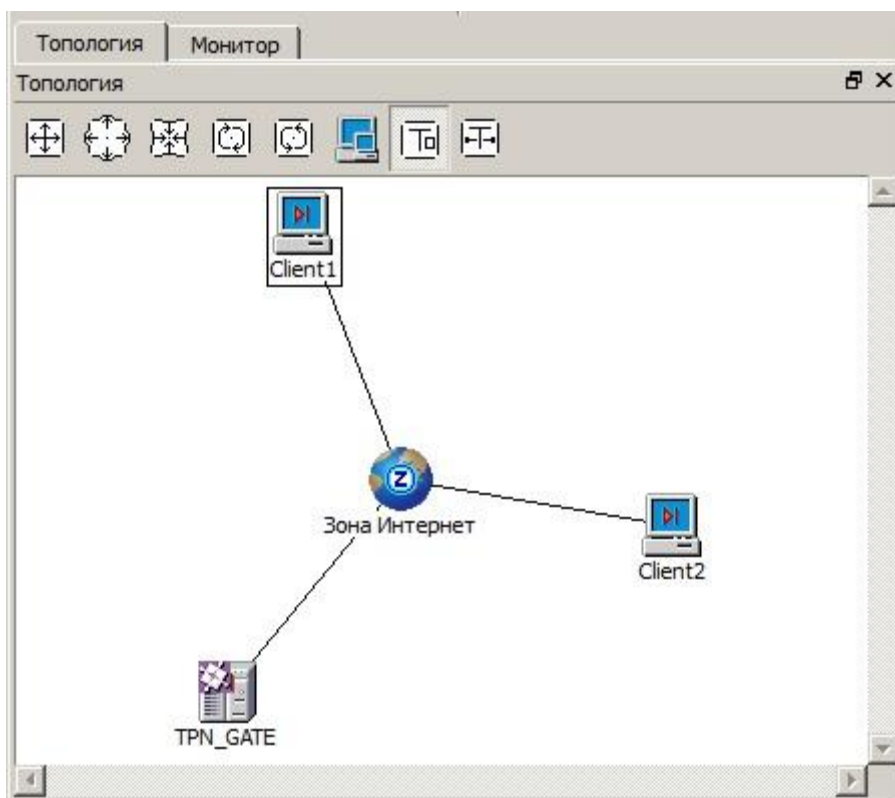 Топология Монитор
Топология
Client1
Z
Зона Интернет
Client2
TPN_GATE